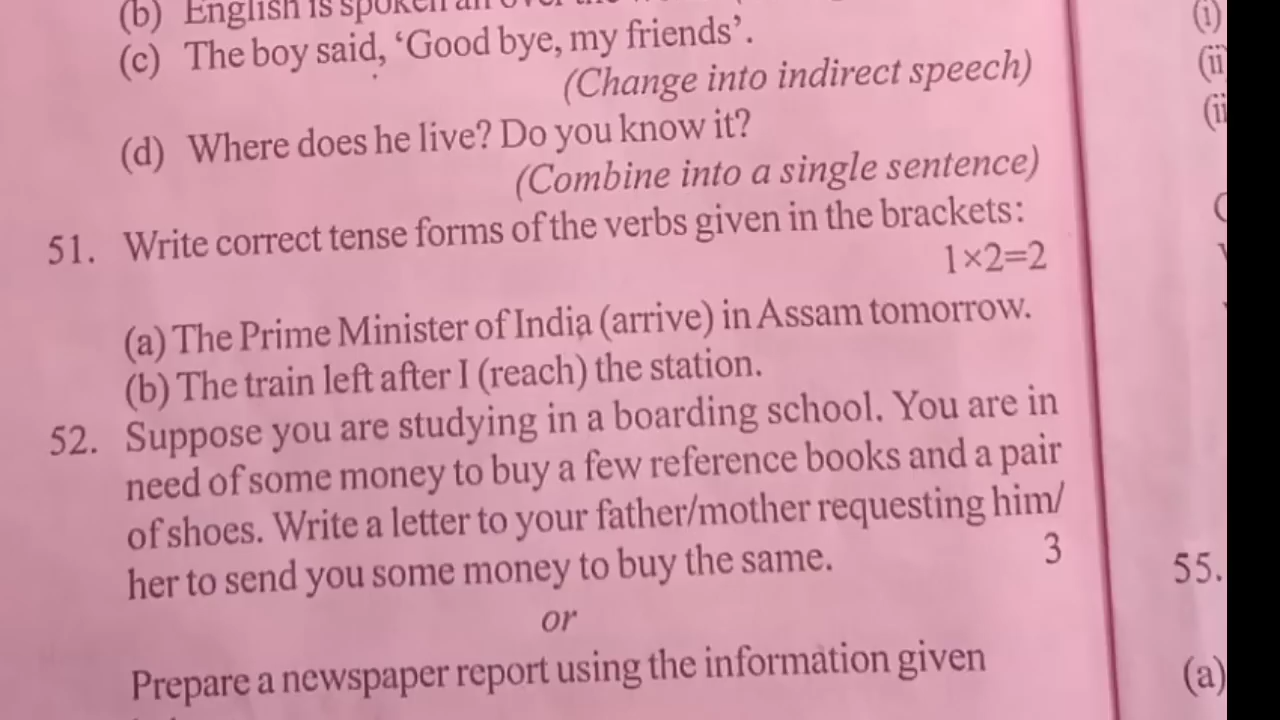 (b) English is spoken
(c) The boy said, ‘Good bye, my friends’.
(Change into indirect speech)
(d) Where does he live? Do you know it?
(Combine into a single sentence)
51. Write correct tense forms of the verbs given in the brackets:
1×2=2
(a) The Prime Minister of India (arrive) in Assam tomorrow.
(b) The train left after I (reach) the station.
52. Suppose you are studying in a boarding school. You are in
need of some money to buy a few reference books and a pair
of shoes. Write a letter to your father/mother requesting him/
her to send you some money to buy the same.
3
or
Prepare a newspaper report using the information given
(i)
(ii
55.
(a)